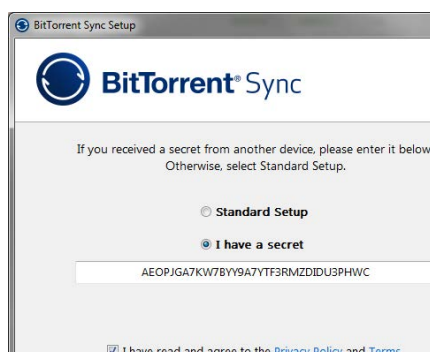 BitTorrent Sync Setup
BitTorrent® Sync
If you received a secret from another device, please enter it below
Otherwise, select Standard Setup.
Standard Setup
I have a secret
AEOPJGA7KW7BYY9A7YTF3RMZDIDU3PHWC
I have read and agree to the Privacy Policy and Terms